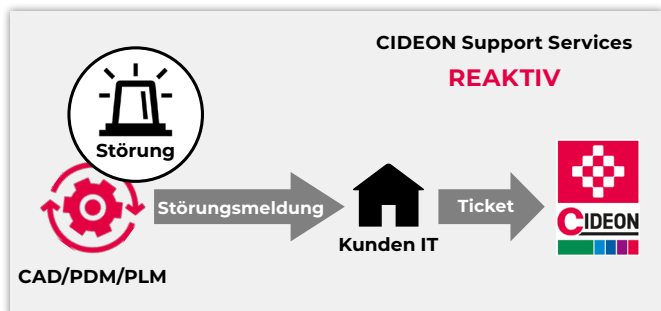 CIDEON Support Services
REAKTIV
Störung
Störungsmeldung
Ticket
CIDEON
Kunden IT
CAD/PDM/PLM